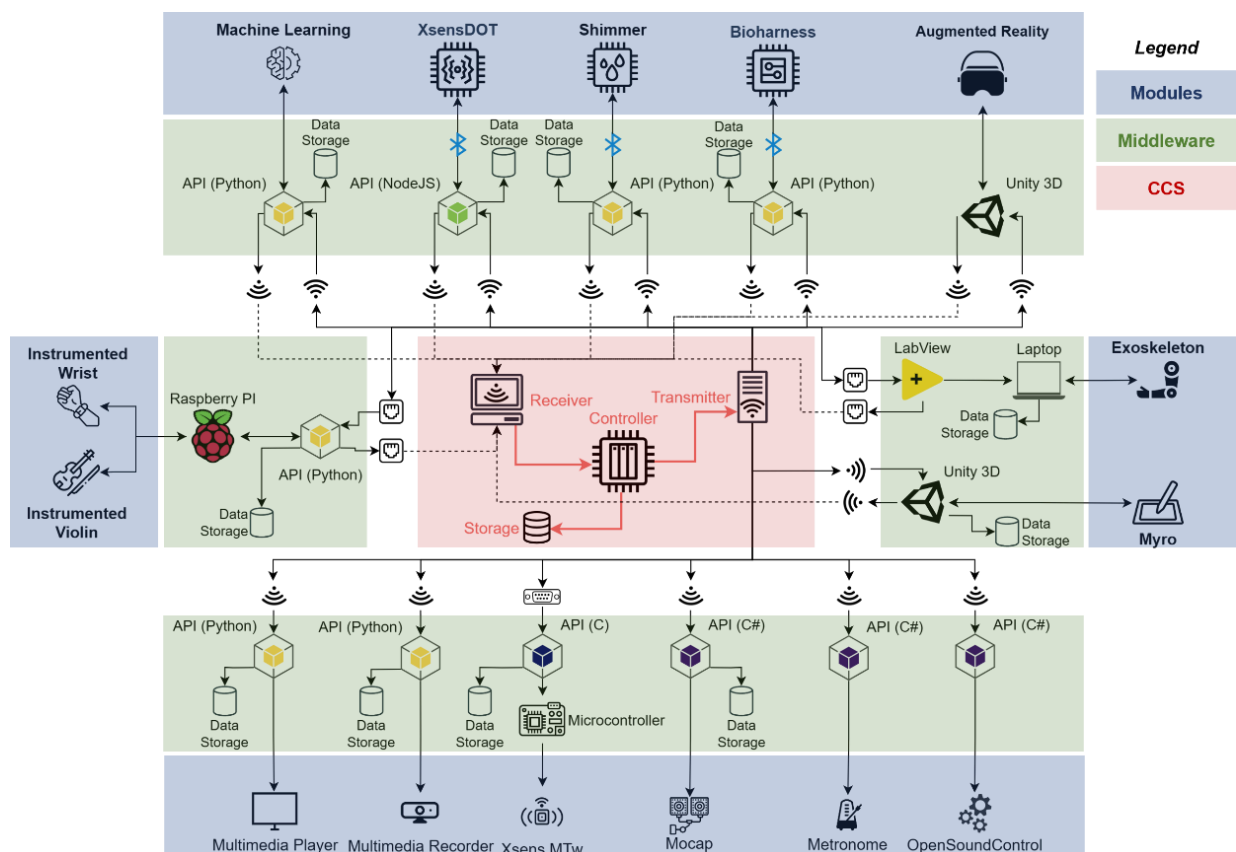 Machine Learning
XsensDOT
Shimmer
Bioharness
Augmented Reality
Legend
Modules
Middleware
CCS
Data
Storage
API (Python)
Data
Storage
API (NodeJS)
Data
Storage
API (Python)
Data
Storage
API (Python)
Unity 3D
Instrumented
Wrist
Instrumented
Violin
Raspberry PI
API (Python)
Data
Storage
Receiver
Controller
Transmitter
Storage
LabView
Laptop
Data
Storage
Exoskeleton
Unity 3D
Data
Storage
Myro
API (Python)
API (Python)
API (C)
API (C#)
API (C#)
API (C#)
Data
Storage
Data
Storage
Data
Storage
Microcontroller
Data
Storage
Multimedia Player
Multimedia Recorder
Xsens MTw
Mocap
Metronome
OpenSoundControl